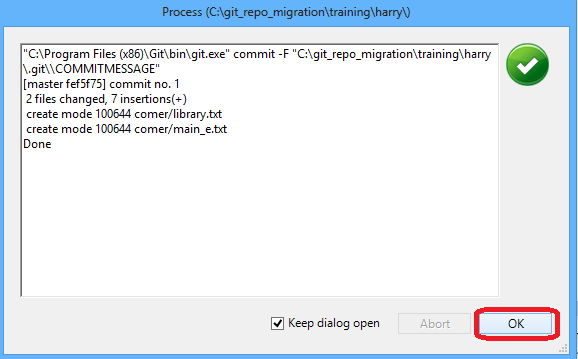 Process (C:\git_repo_migration\training\harry\)
"C:\Program Files (x86)\Git\bin\git.exe" commit -F "C:\git_repo_migration\training\harry
\.git\\COMMITMESSAGE"
[master fef5f75] commit no. 1
2 files changed, 7 insertions(+)
create mode 100644 comer/library.txt
create mode 100644 comer/main_e.txt
Done
Keep dialog open
Abort
OK